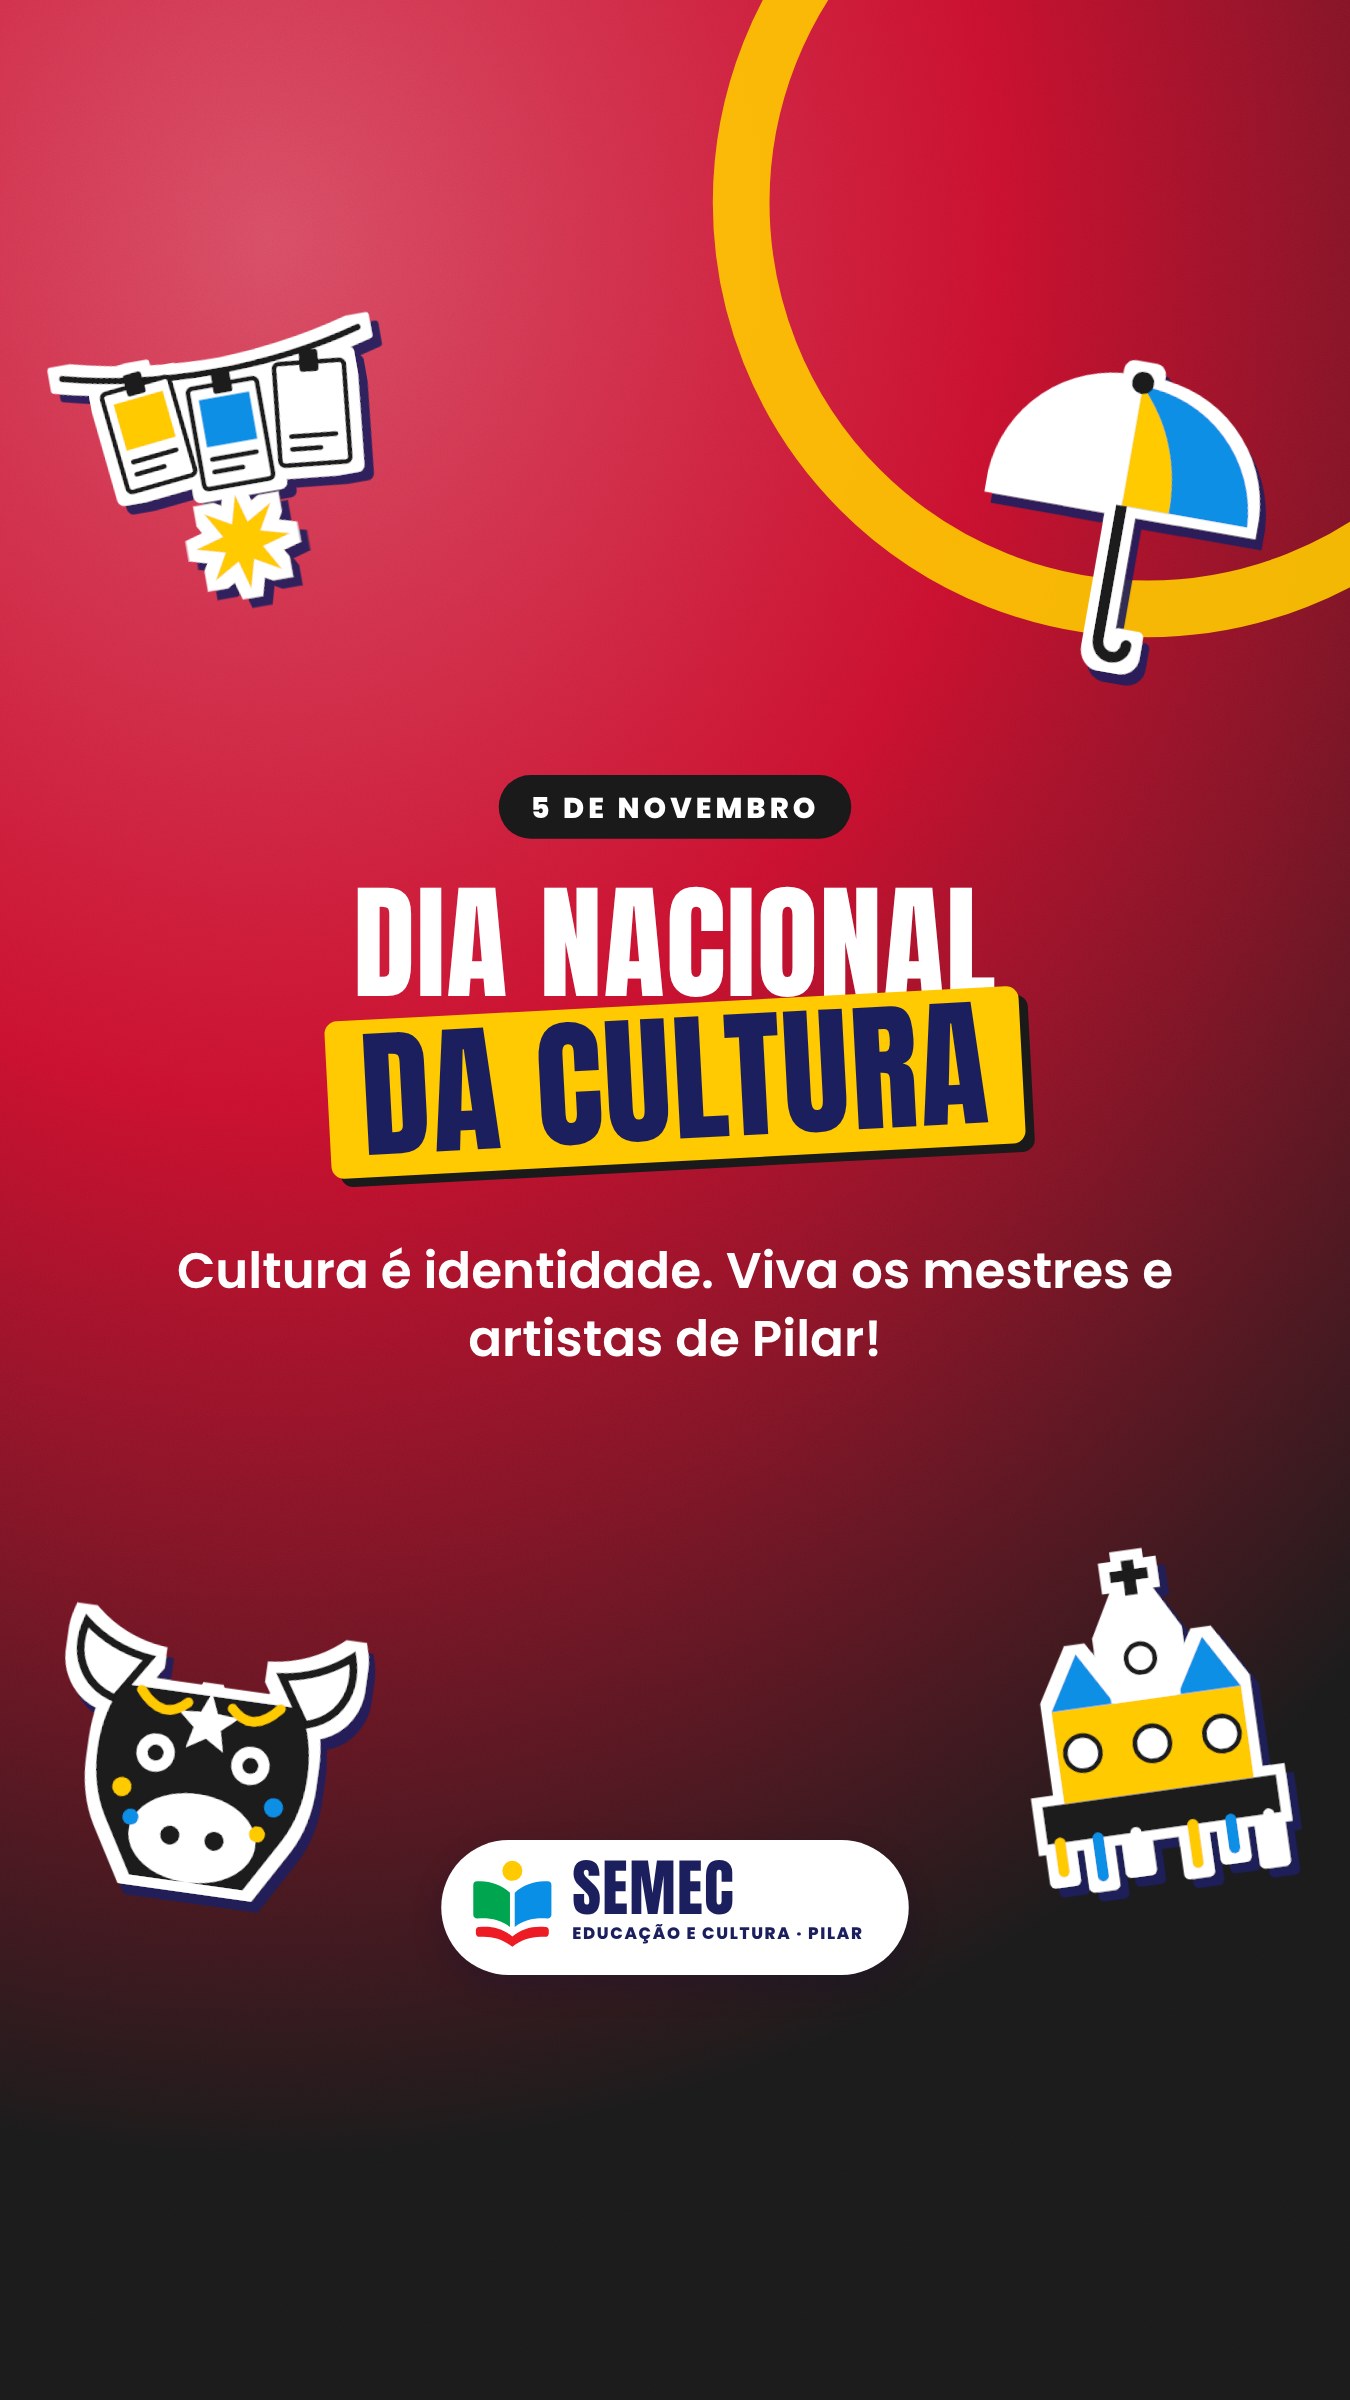 5 DE NOVEMBRO
DIA NACIONAL
DA CULTURA
Cultura é identidade. Viva os mestres e
artistas de Pilar!
SEMEC
EDUCAÇÃO E CULTURA · PILAR